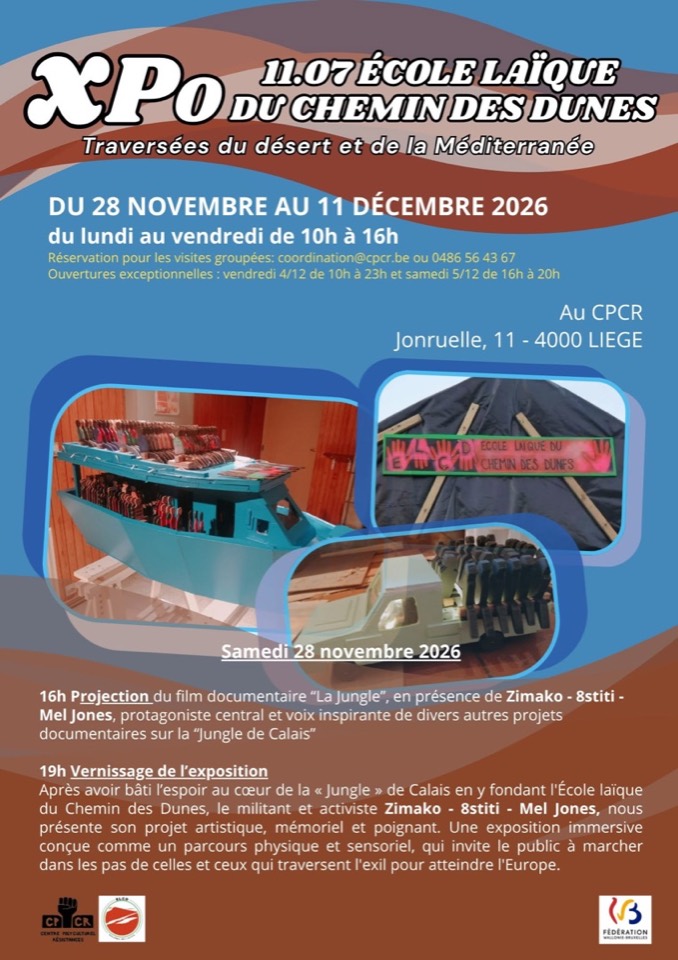 XPO 11.07 ÉCOLE LAÏQUE
DU CHEMIN DES DUNES
Traversées du désert et de la Méditerranée
DU 28 NOVEMBRE AU 11 DÉCEMBRE 2026
du lundi au vendredi de 10h à 16h
Réservation pour les visites groupées: coordination@cpcr.be ou 0486 56 43 67
Ouvertures exceptionnelles : vendredi 4/12 de 10h à 23h et samedi 5/12 de 16h à 20h
Au CPCR
Jonruelle, 11 - 4000 LIEGE
E L C D
ECOLE LAIQUE DU
CHEMIN DES DUNES
Samedi 28 novembre 2026
16h Projection du film documentaire “La Jungle”, en présence de Zimako - 8stiti -
Mel Jones, protagoniste central et voix inspirante de divers autres projets
documentaires sur la “Jungle de Calais”
19h Vernissage de l’exposition
Après avoir bâti l’espoir au cœur de la « Jungle » de Calais en y fondant l'École laïque
du Chemin des Dunes, le militant et activiste Zimako - 8stiti - Mel Jones, nous
présente son projet artistique, mémoriel et poignant. Une exposition immersive
conçue comme un parcours physique et sensoriel, qui invite le public à marcher
dans les pas de celles et ceux qui traversent l'exil pour atteindre l'Europe.
CPCR
CENTRE POLYCULTUREL
RÉSISTANCES
FÉDÉRATION
WALLONIE-BRUXELLES